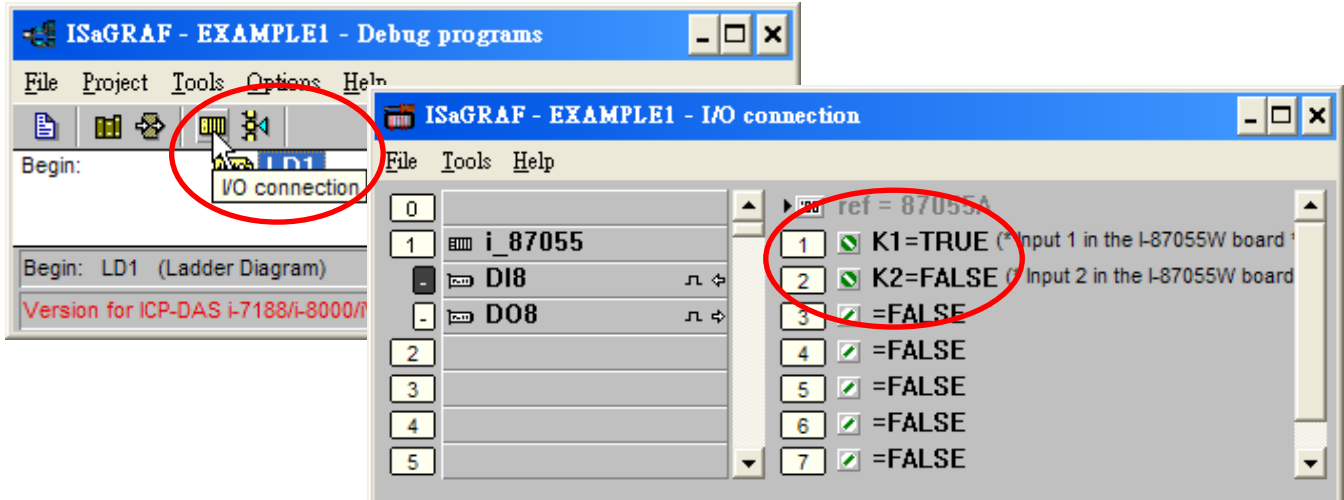 ISaGRAF - EXAMPLE1 - Debug programs
File Project Tools Options Help
Begin: LD1
I/O connection
Begin: LD1 (Ladder Diagram)
Version for ICP-DAS i-7188/i-8000/
ISaGRAF - EXAMPLE1 - I/O connection
File Tools Help
0
1 i_87055
- DI8
- DO8
2
3
4
5
ref = 87055A
1 K1=TRUE (* Input 1 in the I-87055W board *
2 K2=FALSE (* Input 2 in the I-87055W board
3 =FALSE
4 =FALSE
5 =FALSE
6 =FALSE
7 =FALSE